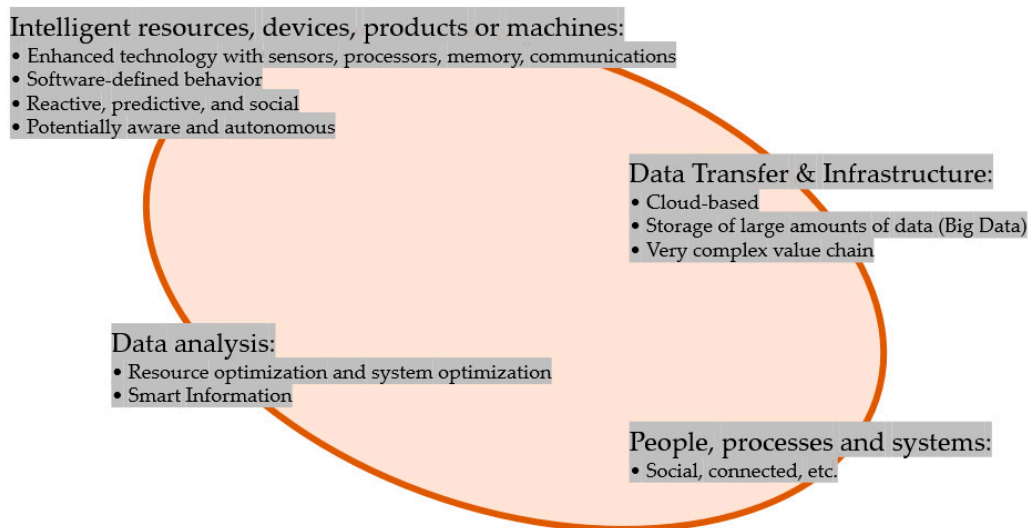 Intelligent resources, devices, products or machines:
• Enhanced technology with sensors, processors, memory, communications
• Software-defined behavior
• Reactive, predictive, and social
• Potentially aware and autonomous
Data Transfer & Infrastructure:
• Cloud-based
• Storage of large amounts of data (Big Data)
• Very complex value chain
Data analysis:
• Resource optimization and system optimization
• Smart Information
People, processes and systems:
• Social, connected, etc.